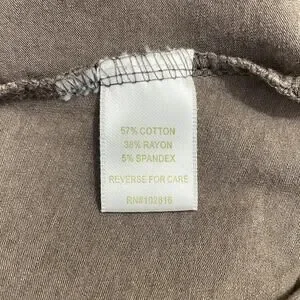 57% COTTON
38% RAYON
5% SPANDEX
REVERSE FOR CARE
RN#102816